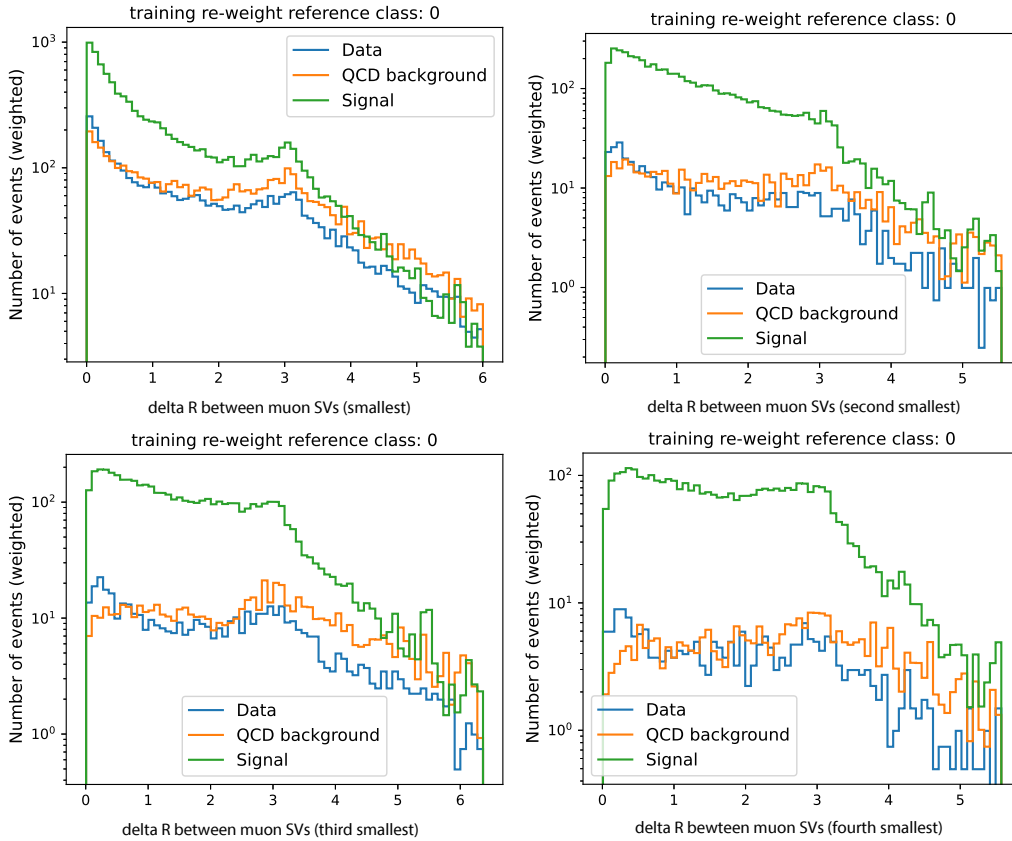 training re-weight reference class: 0
Number of events (weighted)
10³
10²
10¹
Data
QCD background
Signal
0 1 2 3 4 5 6
delta R between muon SVs (smallest)
training re-weight reference class: 0
Number of events (weighted)
10²
10¹
10⁰
Data
QCD background
Signal
0 1 2 3 4 5
delta R between muon SVs (second smallest)
training re-weight reference class: 0
Number of events (weighted)
10²
10¹
10⁰
Data
QCD background
Signal
0 1 2 3 4 5 6
delta R between muon SVs (third smallest)
training re-weight reference class: 0
Number of events (weighted)
10²
10¹
10⁰
Data
QCD background
Signal
0 1 2 3 4 5
delta R bewteen muon SVs (fourth smallest)